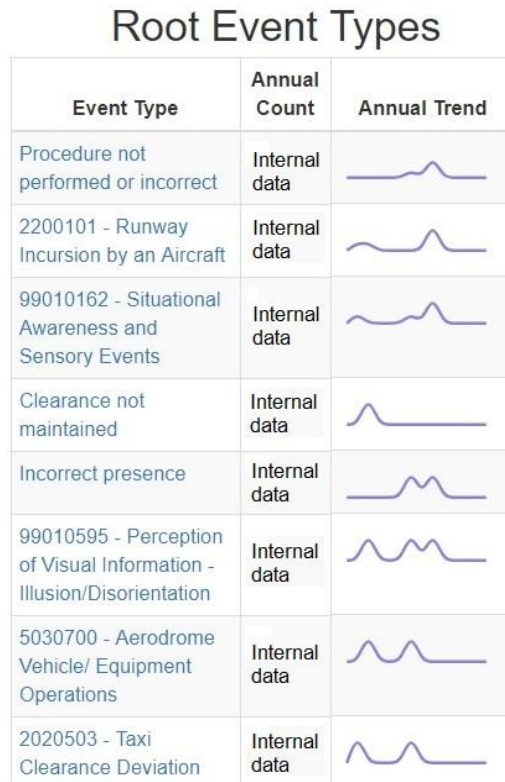 Root Event Types
Event Type
Annual
Count
Annual Trend
Procedure not
performed or incorrect
Internal
data
2200101 - Runway
Incursion by an Aircraft
Internal
data
99010162 - Situational
Awareness and
Sensory Events
Internal
data
Clearance not
maintained
Internal
data
Incorrect presence
Internal
data
99010595 - Perception
of Visual Information -
Illusion/Disorientation
Internal
data
5030700 - Aerodrome
Vehicle/ Equipment
Operations
Internal
data
2020503 - Taxi
Clearance Deviation
Internal
data